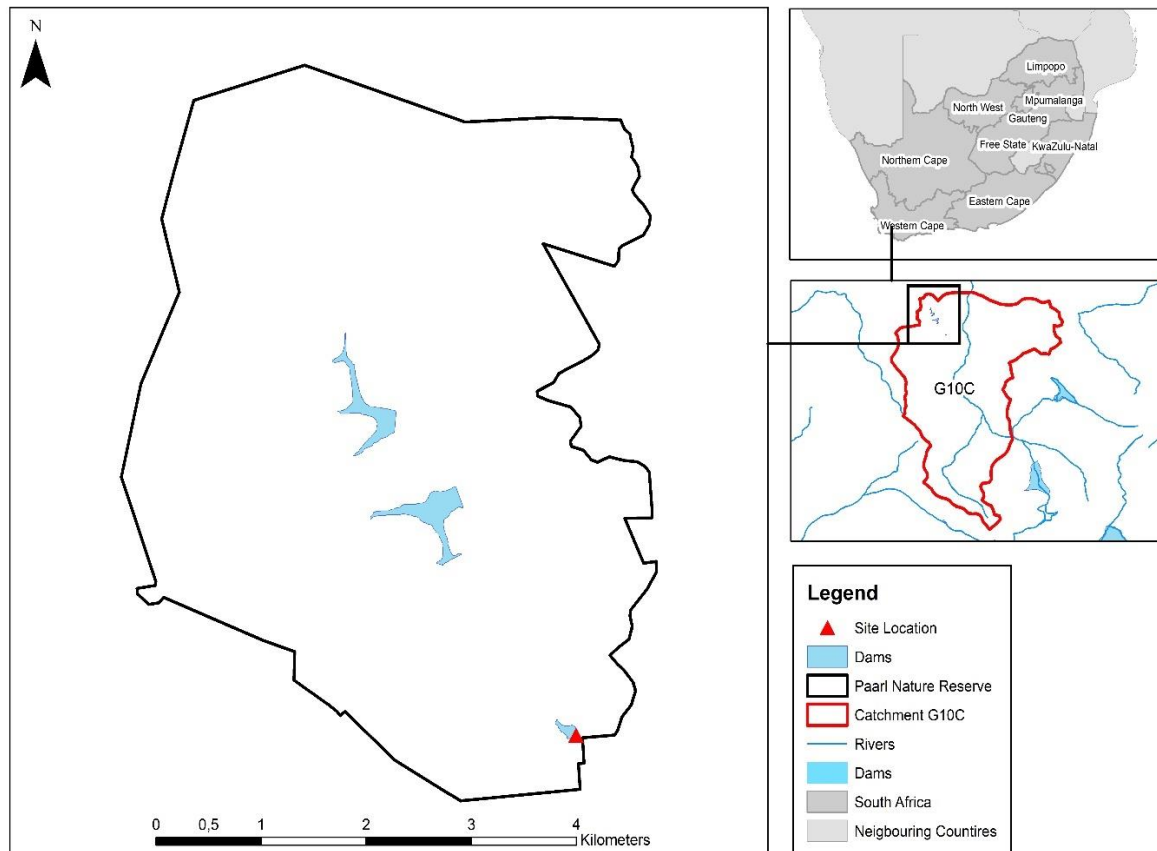 N
0 0,5 1 2 3 4
Kilometers
Limpopo
North West
Mpumalanga
Gauteng
Free State
KwaZulu-Natal
Northern Cape
Eastern Cape
Western Cape
G10C
Legend
Site Location
Dams
Paarl Nature Reserve
Catchment G10C
Rivers
Dams
South Africa
Neigbouring Countires